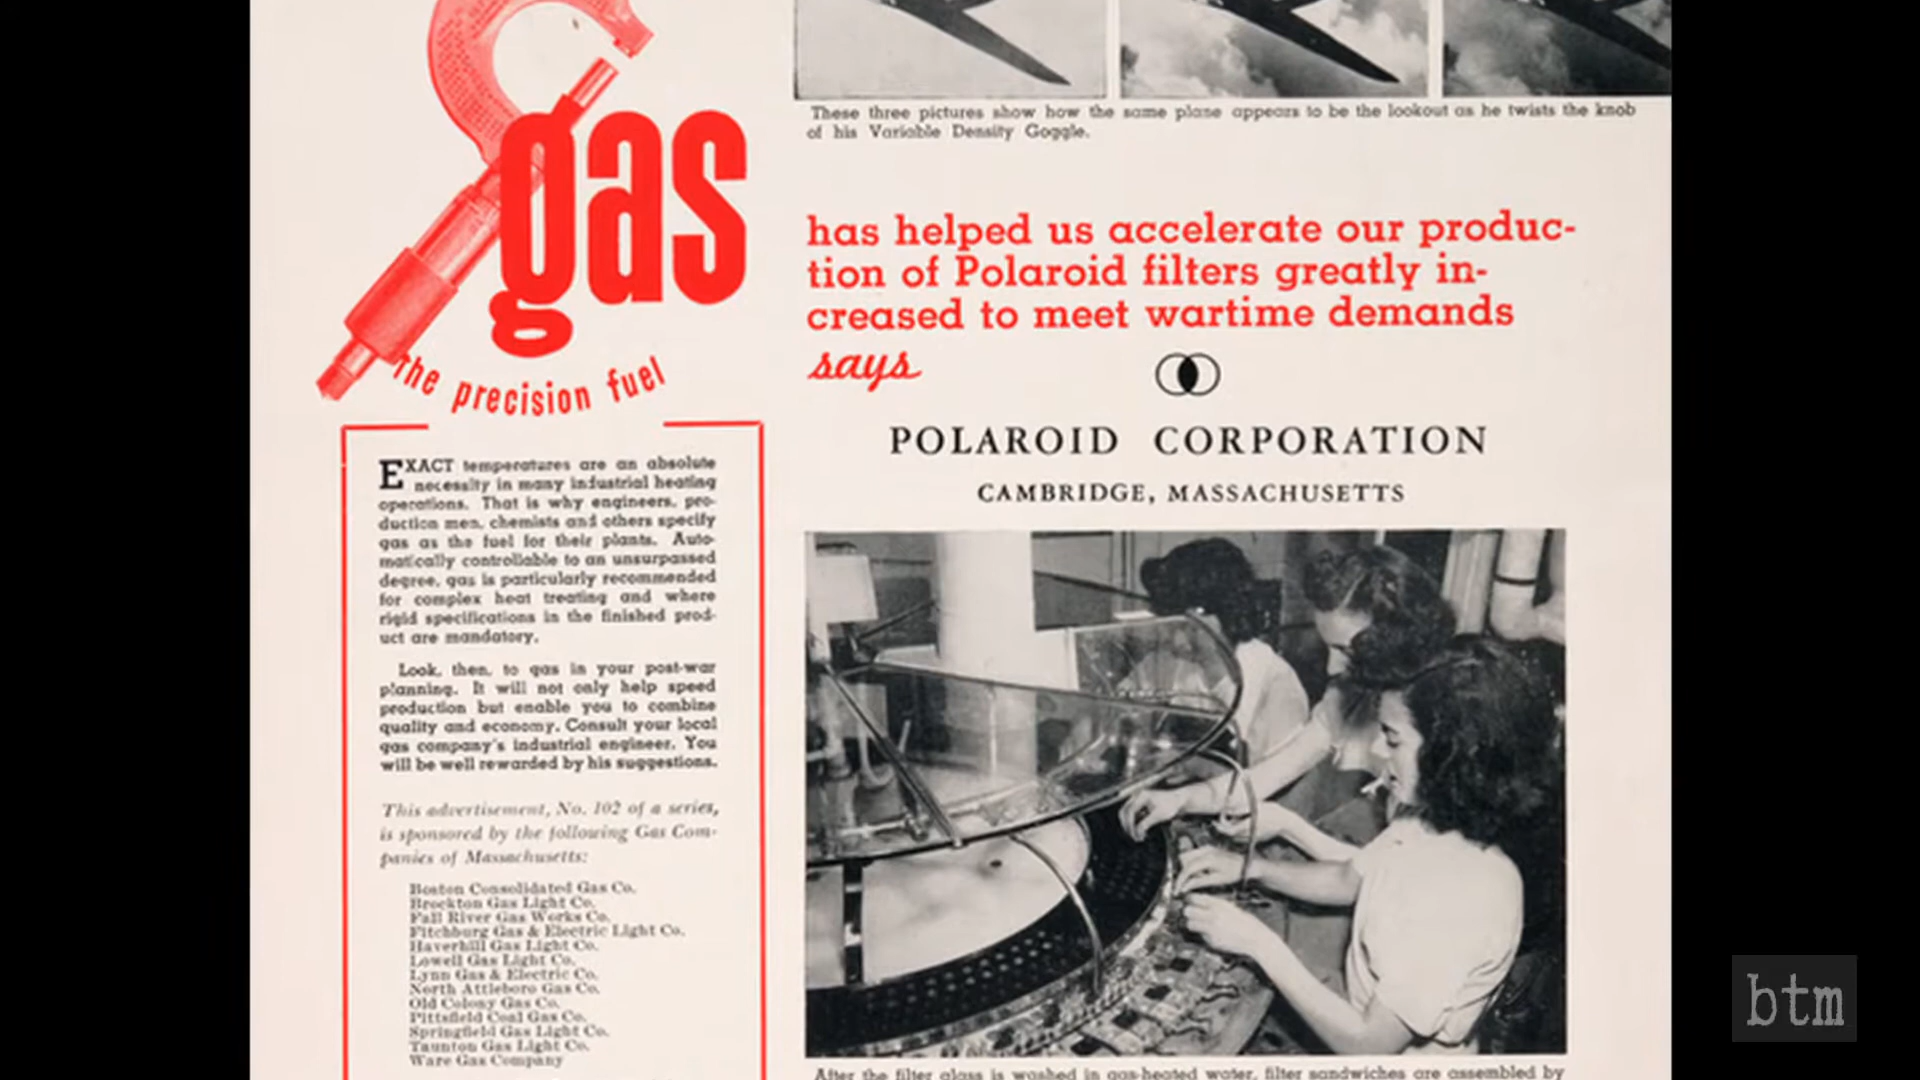 gas
the precision fuel
EXACT temperatures are an absolute
necessity in many industrial heating
operations. That is why engineers, pro-
duction men, chemists and others specify
gas as the fuel for their plants. Auto-
matically controllable to an unsurpassed
degree, gas is particularly recommended
for complex heat treating and where
rigid specifications in the finished prod-
uct are mandatory.
Look, then, to gas in your post-war
planning. It will not only help speed
production but enable you to combine
quality and economy. Consult your local
gas company's industrial engineer. You
will be well rewarded by his suggestions.
This advertisement, No. 102 of a series,
is sponsored by the following Gas Com-
panies of Massachusetts:
Boston Consolidated Gas Co.
Brockton Gas Light Co.
Fall River Gas Works Co.
Fitchburg Gas & Electric Light Co.
Haverhill Gas Light Co.
Lowell Gas Light Co.
Lynn Gas & Electric Co.
North Attleboro Gas Co.
Old Colony Gas Co.
Pittsfield Coal Gas Co.
Springfield Gas Light Co.
Taunton Gas Light Co.
Ware Gas Company
These three pictures show how the same plane appears to be the lookout as he twists the knob
of his Variable Density Goggle.
has helped us accelerate our produc-
tion of Polaroid filters greatly in-
creased to meet wartime demands
says
POLAROID CORPORATION
CAMBRIDGE, MASSACHUSETTS
After the filter glass is washed in gas-heated water, filter sandwiches are assembled by
btm